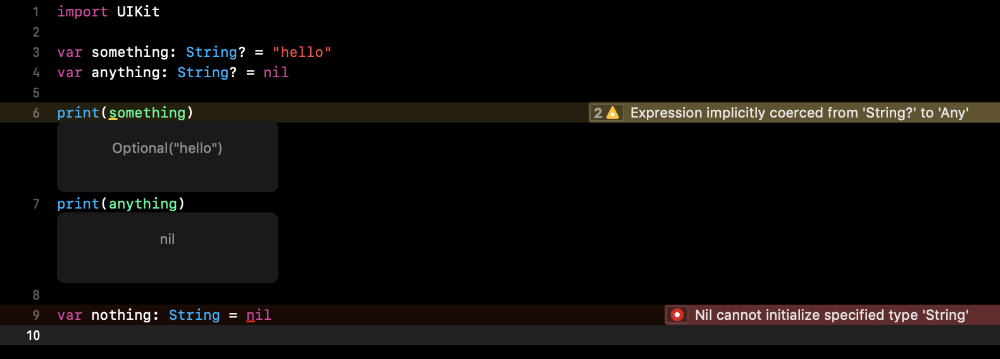 1 import UIKit
2
3 var something: String? = "hello"
4 var anything: String? = nil
5
6 print(something) 2 Expression implicitly coerced from 'String?' to 'Any'
Optional("hello")
7 print(anything)
nil
8
9 var nothing: String = nil Nil cannot initialize specified type 'String'
10